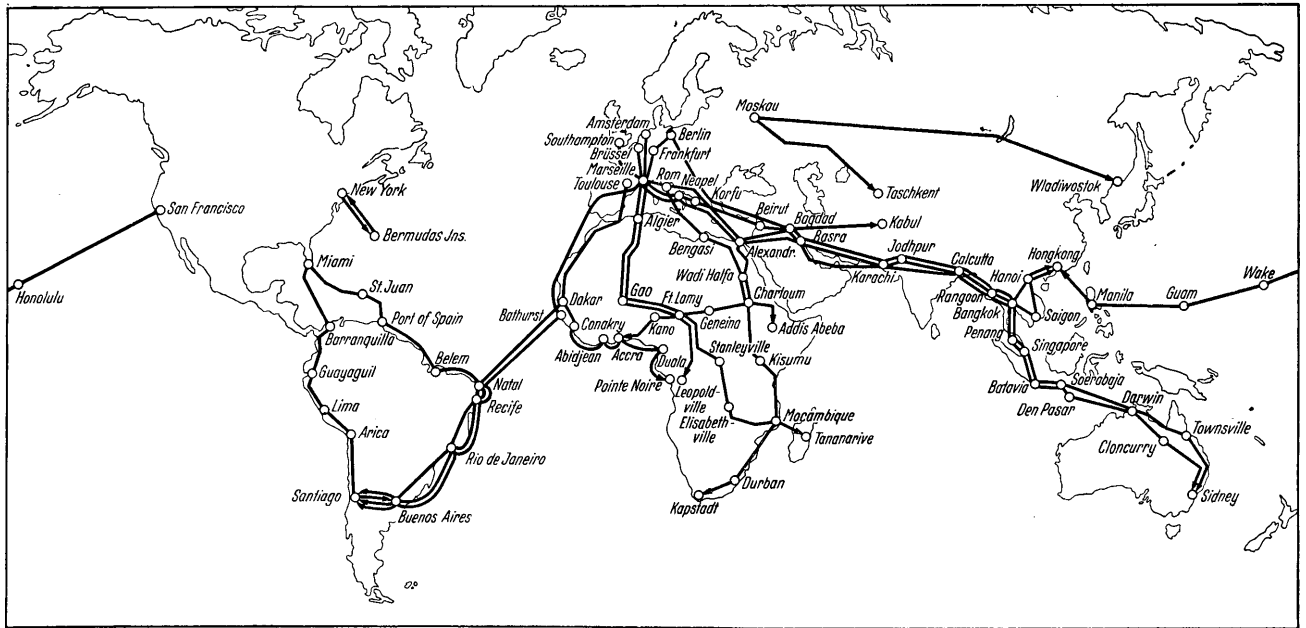 Moskau
Amsterdam
Berlin
Southampton
Brüssel
Frankfurt
Marseille
Toulouse
Rom
Neapel
Korfu
Taschkent
Wladiwostok
New York
San Francisco
Beirut
Bagdad
Kabul
Algier
Bermudas Jns.
Bengasi
Alexandr.
Basra
Jodhpur
Calcutta
Hongkong
Miami
Wadi Halfa
Karachi
Hanoi
Wake
Honolulu
St. Juan
Dakar
Gao
Ft. Lamy
Charloum
Rangoon
Manila
Guam
Bathurst
Bangkok
Saigon
Port of Spain
Conakry
Kano
Geneina
Addis Abeba
Penang
Barranquilla
Abidjean
Accra
Duala
Stanleyville
Kisumu
Singapore
Belem
Guayaguil
Pointe Noire
Leopold-
ville
Natal
Recife
Batavia
Soerabaja
Den Pasar
Darwin
Lima
Elisabeth-
ville
Moçâmbique
Townsville
Arica
Tananarive
Cloncurry
Rio de Janeiro
Durban
Santiago
Buenos Aires
Kapstadt
Sidney